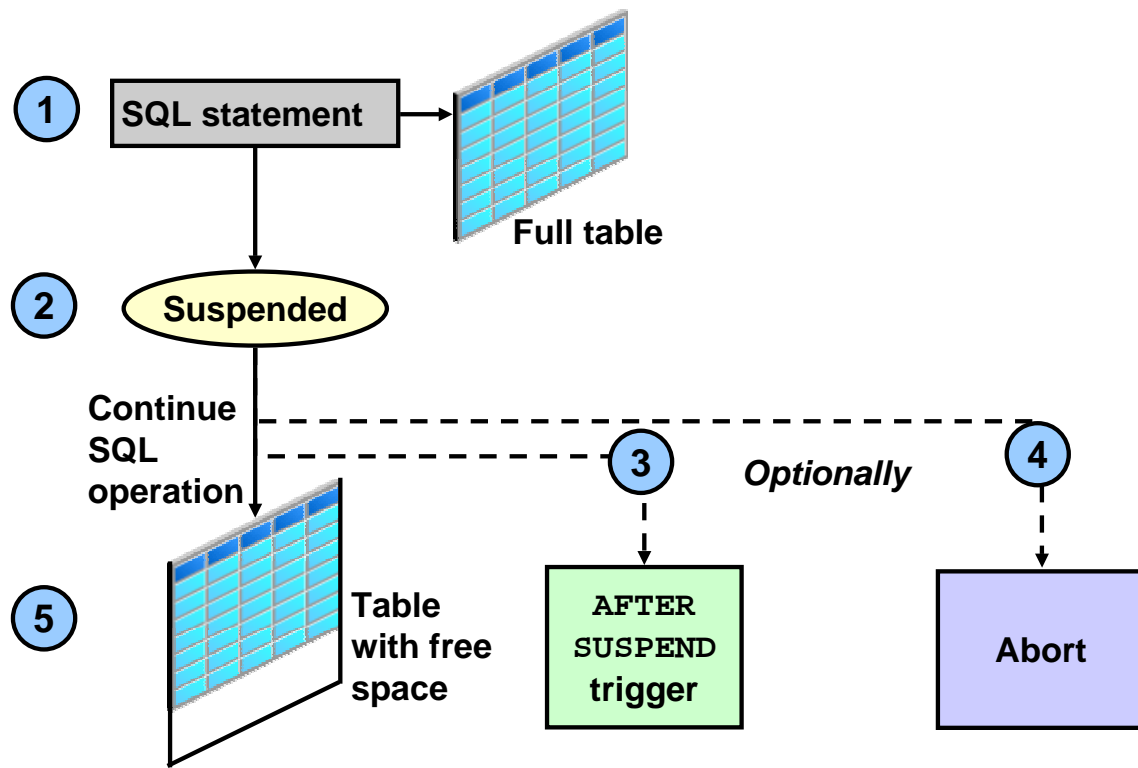 1
SQL statement
Full table
2
Suspended
Continue
SQL
operation
3
Optionally
4
5
Table
with free
space
AFTER
SUSPEND
trigger
Abort